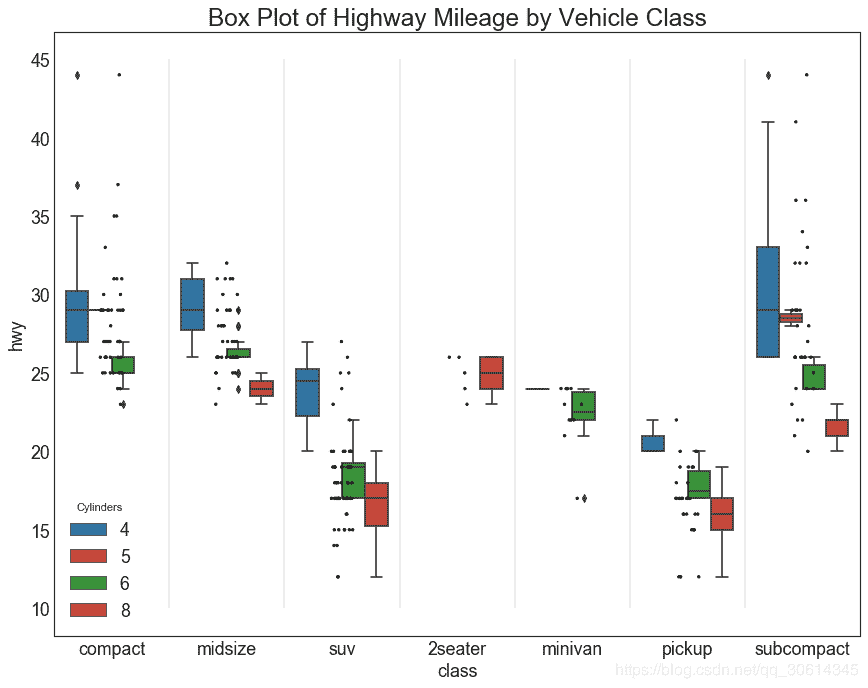 Box Plot of Highway Mileage by Vehicle Class
45
40
35
30
25
20
15
10
hwy
Cylinders
4
5
6
8
compact midsize suv 2seater minivan pickup subcompact
class
https://blog.csdn.net/qq_30614345